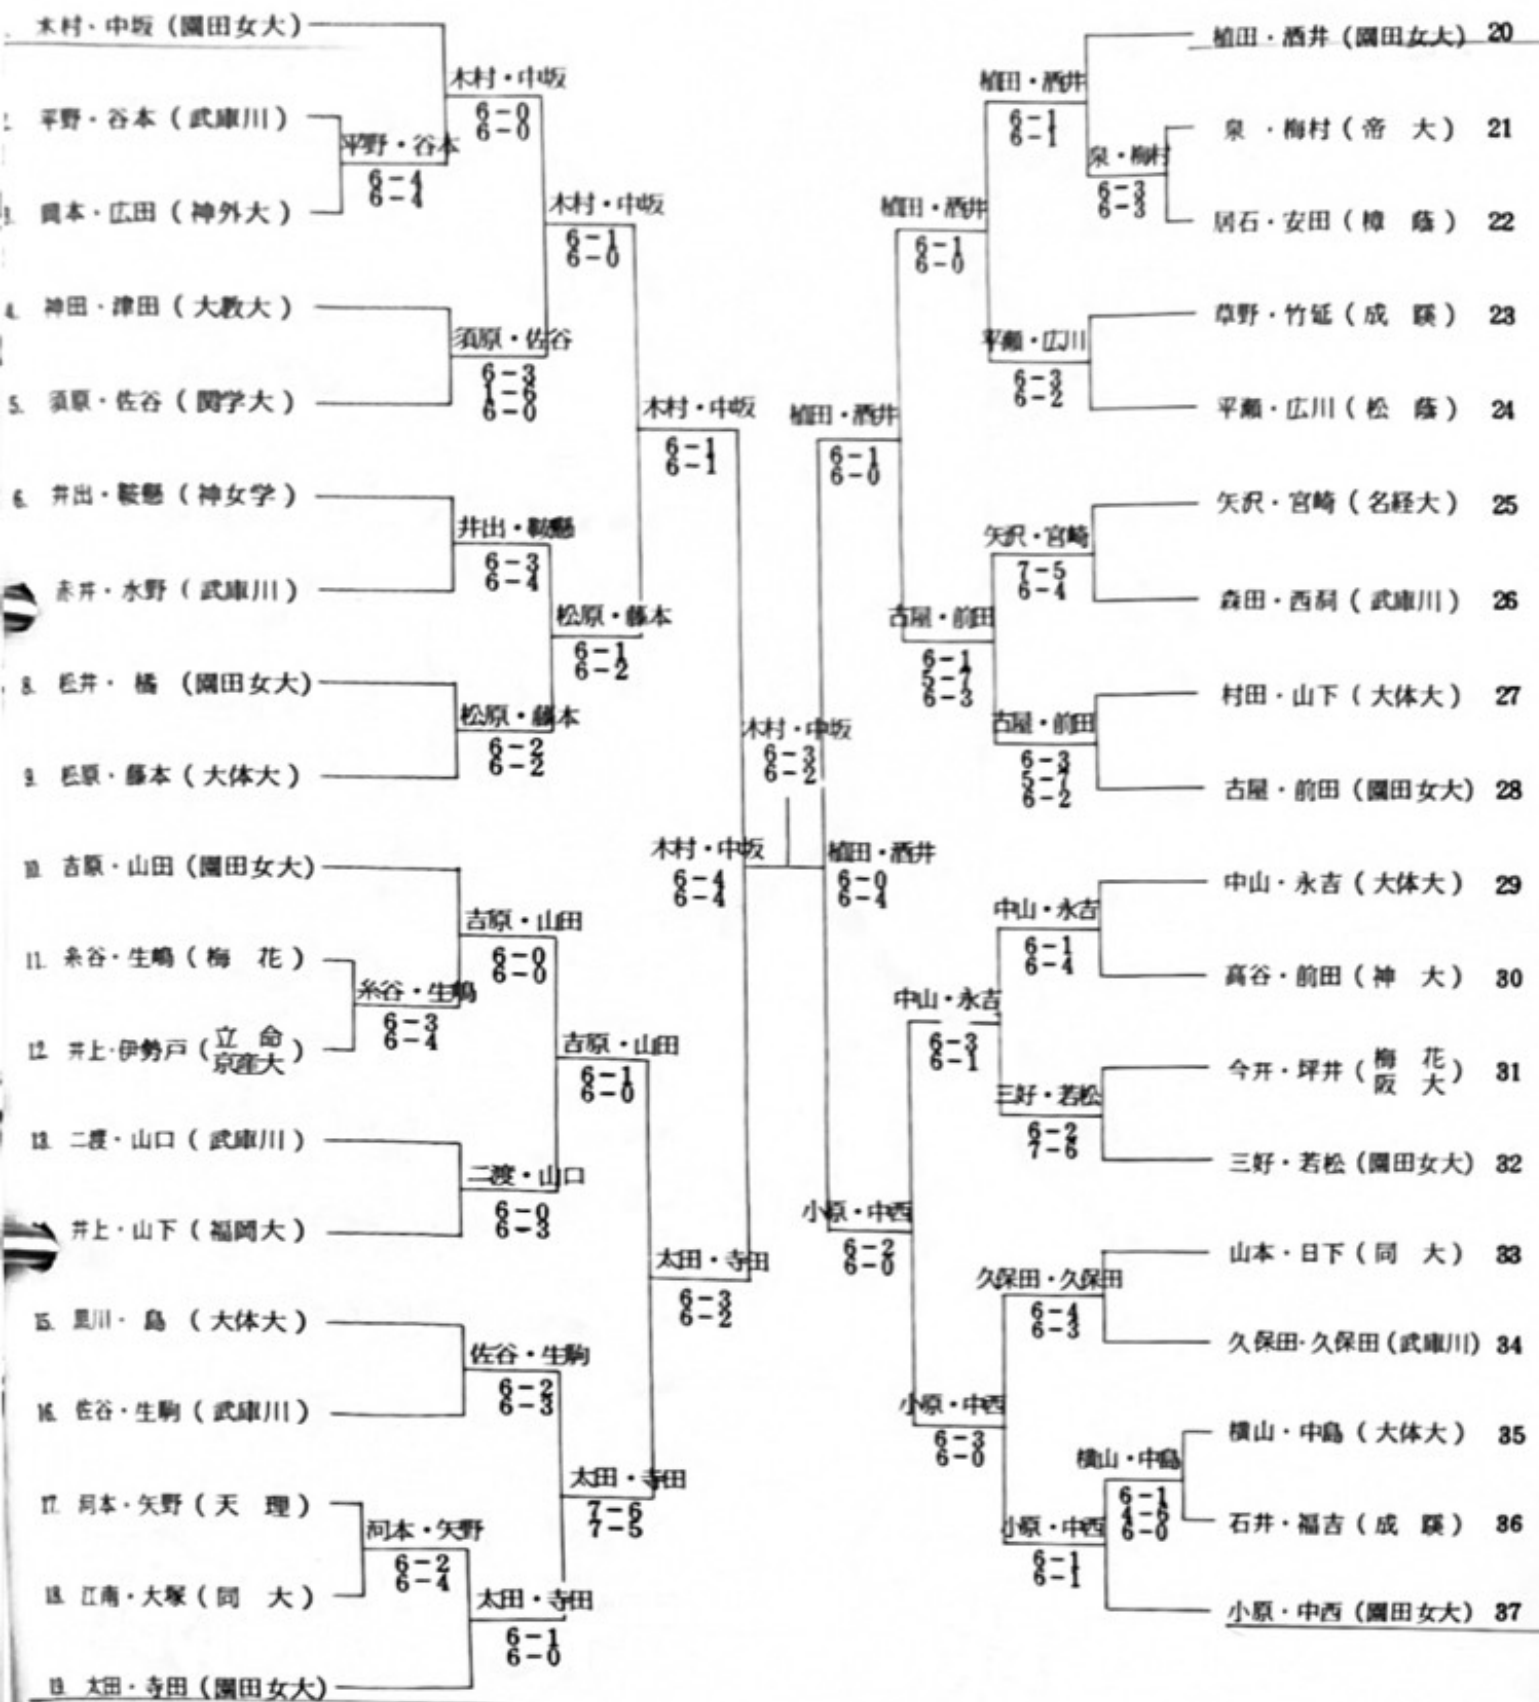 木村・中坂 (園田女大)
2. 平野・谷本 (武庫川)
3. 岡本・広田 (神外大)
4. 神田・津田 (大教大)
5. 須原・佐谷 (関学大)
6. 井出・鞍懸 (神女学)
赤井・水野 (武庫川)
8. 松井・橘 (園田女大)
9. 松原・藤本 (大体大)
10. 吉原・山田 (園田女大)
11. 糸谷・生嶋 (梅 花)
12. 井上・伊勢戸 (立 命
京産大)
13. 二渡・山口 (武庫川)
井上・山下 (福岡大)
15. 黒川・島 (大体大)
16. 佐谷・生駒 (武庫川)
17. 河本・矢野 (天 理)
18. 江南・大塚 (同 大)
19. 太田・寺田 (園田女大)
平野・谷本
6-4
6-4
糸谷・生嶋
6-3
6-4
河本・矢野
6-2
6-4
木村・中坂
6-0
6-0
須原・佐谷
6-3
1-6
6-0
井出・鞍懸
6-3
6-4
松原・藤本
6-2
6-2
吉原・山田
6-0
6-0
二渡・山口
6-0
6-3
佐谷・生駒
6-2
6-3
太田・寺田
6-1
6-0
木村・中坂
6-1
6-0
松原・藤本
6-1
6-2
吉原・山田
6-1
6-0
太田・寺田
7-6
7-5
木村・中坂
6-1
6-1
太田・寺田
6-3
6-2
木村・中坂
6-4
6-4
木村・中坂
6-3
6-2
植田・酒井
6-0
6-4
植田・酒井
6-1
6-0
小原・中西
6-2
6-0
植田・酒井
6-1
6-0
古屋・前田
6-1
5-7
6-3
中山・永吉
6-3
6-1
小原・中西
6-3
6-0
植田・酒井
6-1
6-1
平瀬・広川
6-3
6-2
矢沢・宮崎
7-5
6-4
古屋・前田
6-3
5-7
6-2
中山・永吉
6-1
6-4
三好・若松
6-2
7-6
久保田・久保田
6-4
6-3
小原・中西
6-1
6-1
泉・梅村
6-3
6-3
横山・中島
6-1
4-6
6-0
植田・酒井 (園田女大) 20
泉・梅村 (帝 大) 21
居石・安田 (樟 蔭) 22
草野・竹延 (成 蹊) 23
平瀬・広川 (松 蔭) 24
矢沢・宮崎 (名経大) 25
森田・西 (武庫川) 26
村田・山下 (大体大) 27
古屋・前田 (園田女大) 28
中山・永吉 (大体大) 29
高谷・前田 (神 大) 30
今井・坪井 (梅 花
阪 大) 31
三好・若松 (園田女大) 32
山本・日下 (同 大) 33
久保田・久保田 (武庫川) 34
横山・中島 (大体大) 35
石井・福吉 (成 蹊) 36
小原・中西 (園田女大) 37